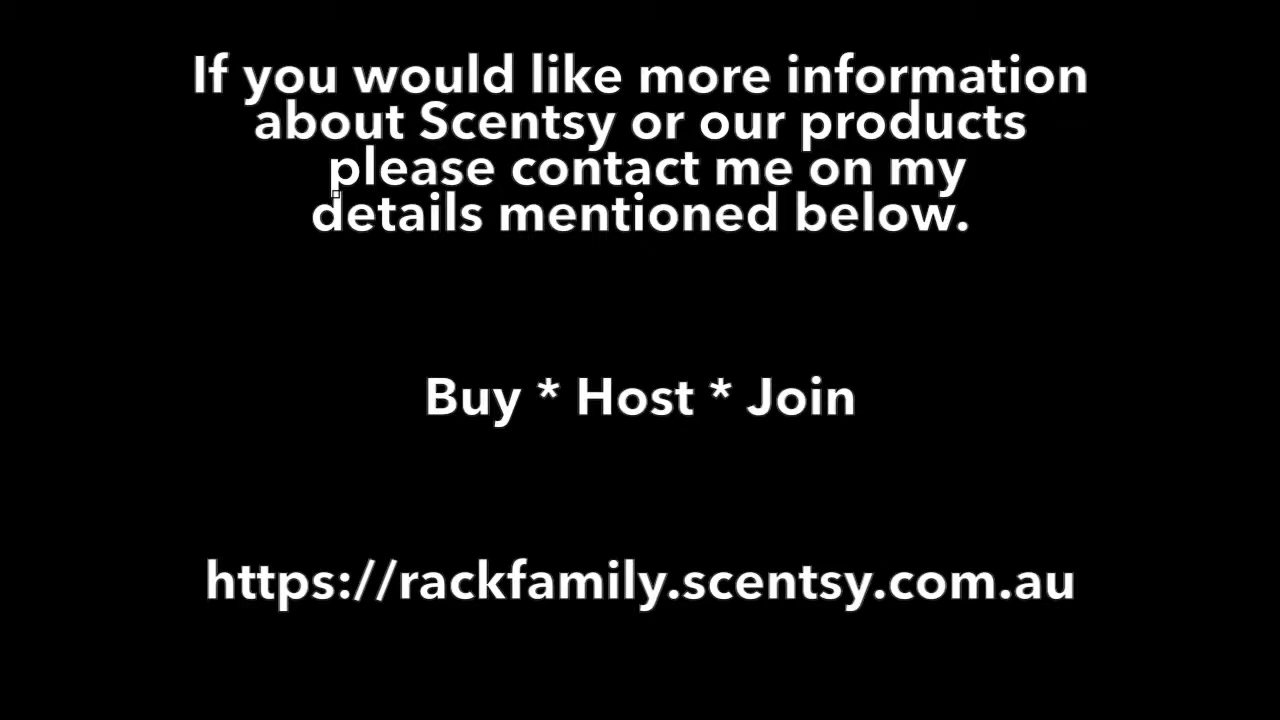 If you would like more information
about Scentsy or our products
please contact me on my
details mentioned below.
Buy * Host * Join
https://rackfamily.scentsy.com.au